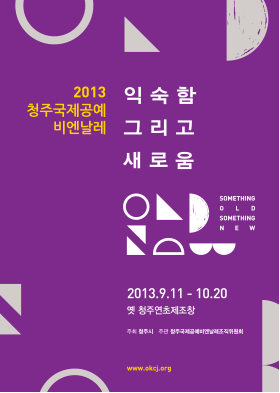 2013
청주국제공예
비엔날레
익숙함
그리고
새로움
SOMETHING
OLD
SOMETHING
NEW
2013.9.11 - 10.20
옛 청주연초제조창
주최 청주시 주관 청주국제공예비엔날레조직위원회
www.okcj.org